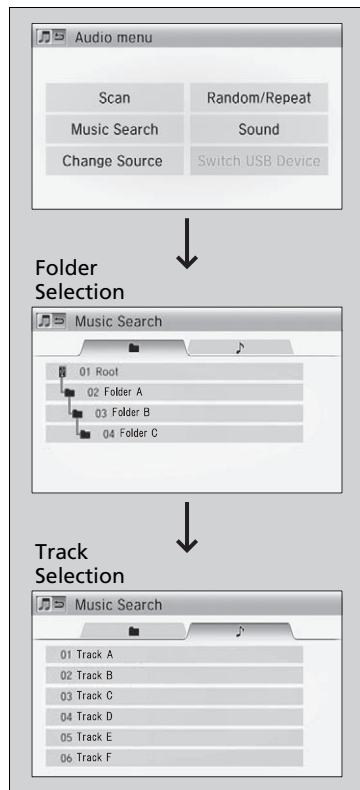 Audio menu
Scan Random/Repeat
Music Search Sound
Change Source Switch USB Device
Folder
Selection
Music Search
01 Root
02 Folder A
03 Folder B
04 Folder C
Track
Selection
Music Search
01 Track A
02 Track B
03 Track C
04 Track D
05 Track E
06 Track F